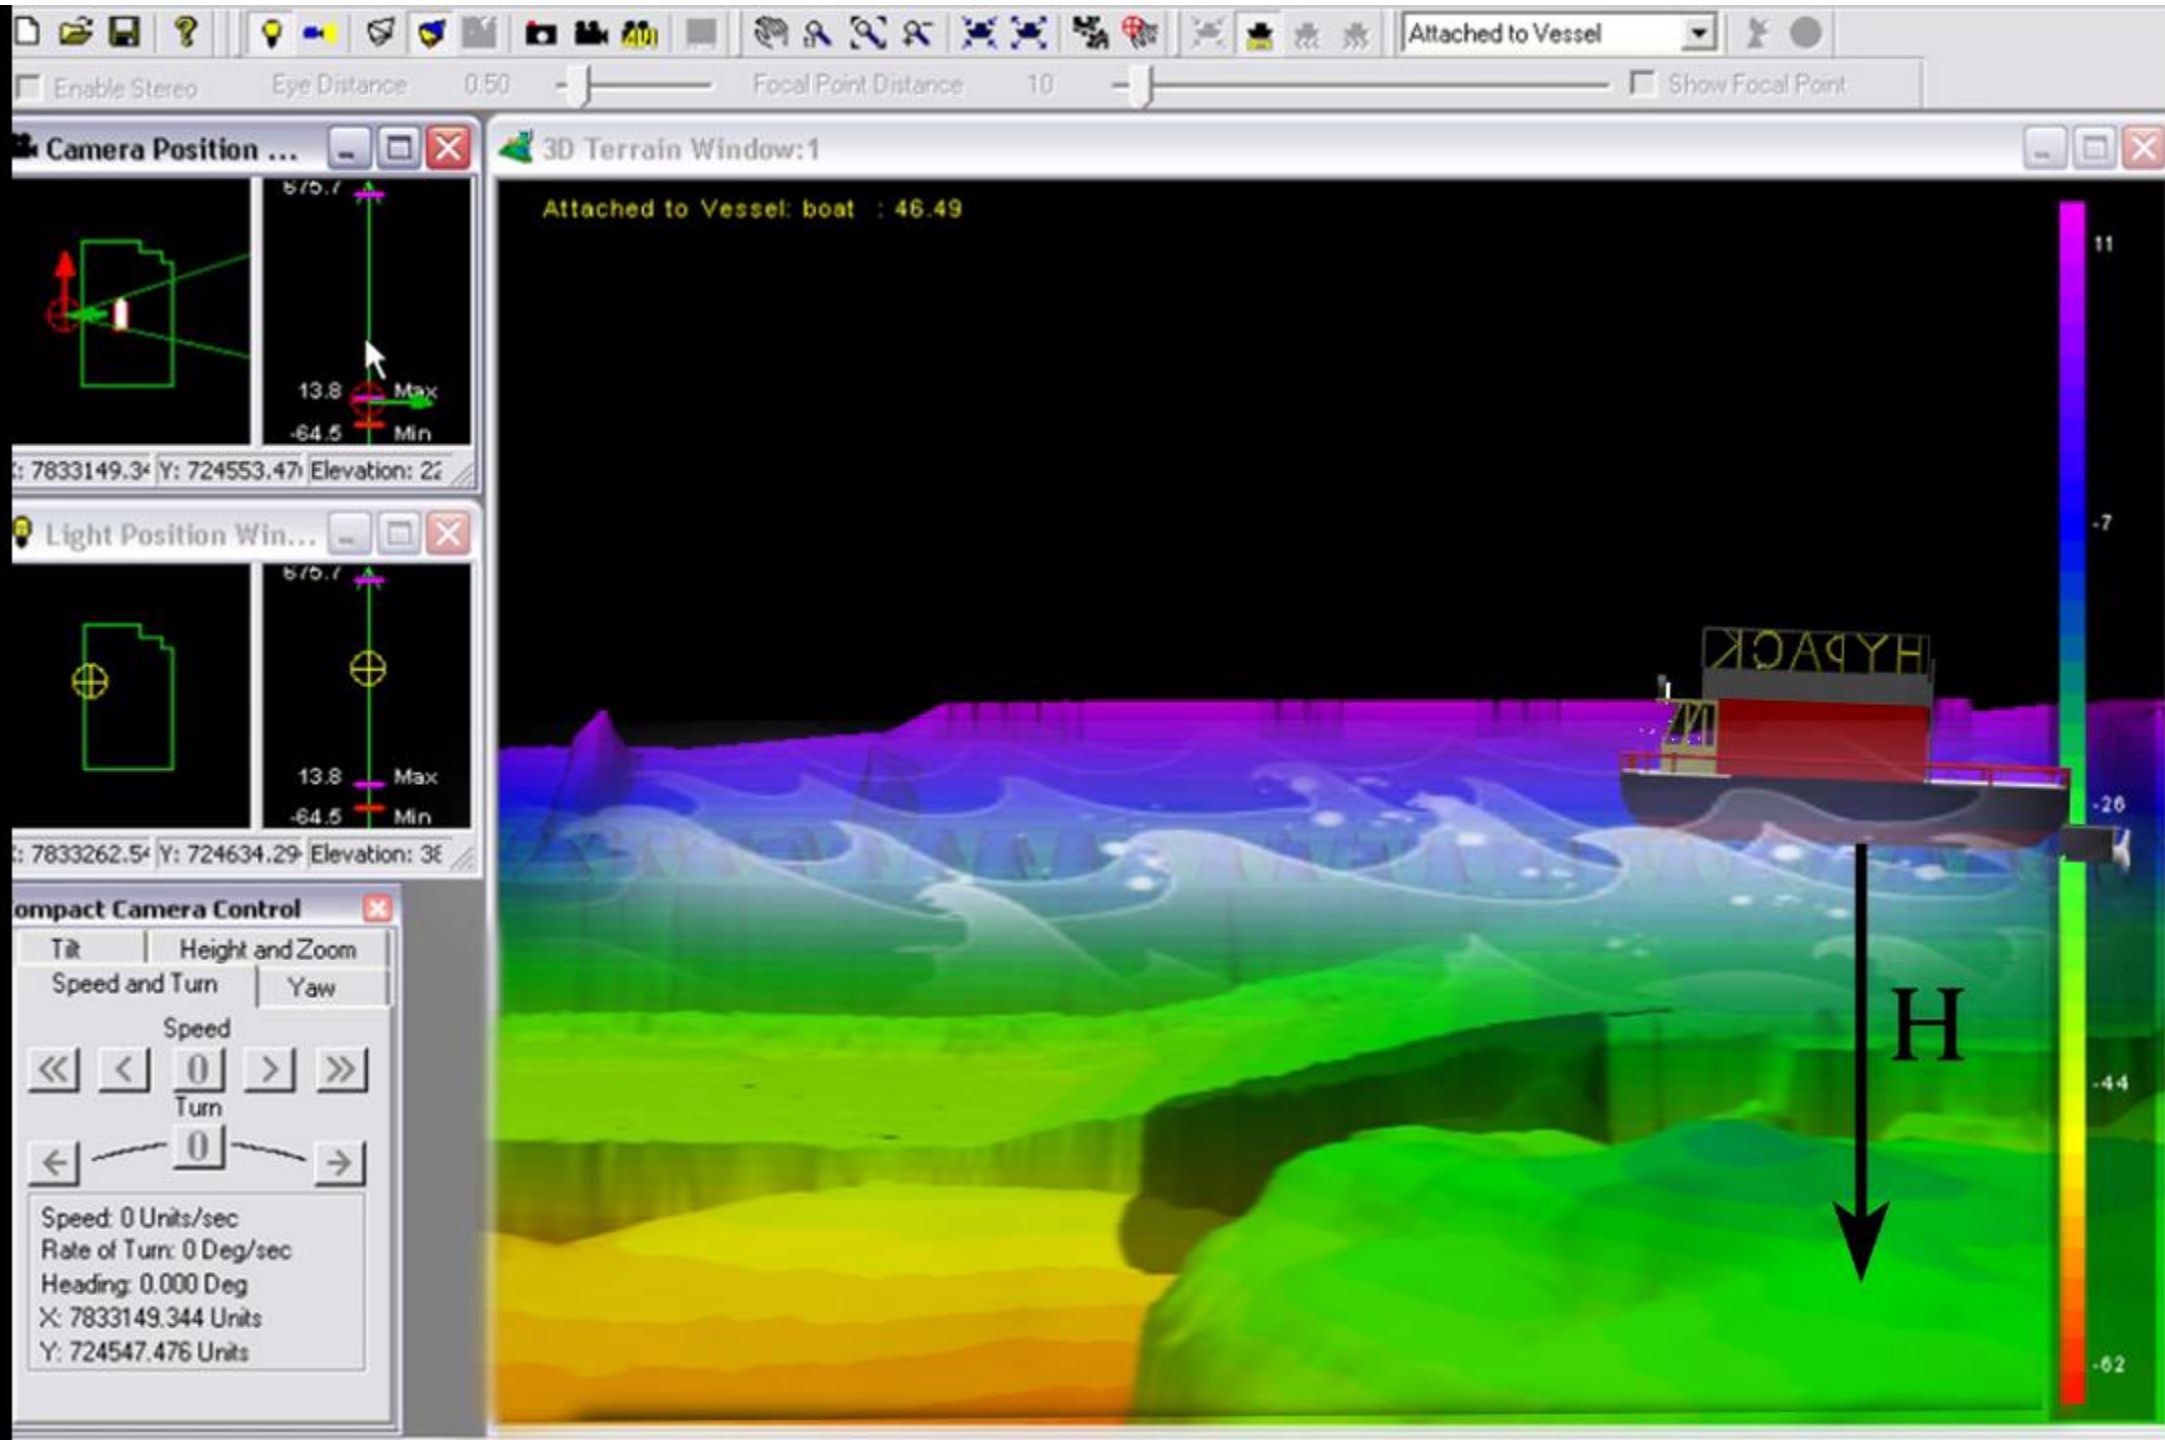 Attached to Vessel
Enable Stereo Eye Distance 0.50 Focal Point Distance 10 Show Focal Point
Camera Position ...
3D Terrain Window:1
675.7
13.8 Max
-64.5 Min
: 7833149.34 Y: 724553.47 Elevation: 22
Light Position Win...
675.7
13.8 Max
-64.5 Min
: 7833262.54 Y: 724634.29 Elevation: 38
ompact Camera Control
Tilt Height and Zoom
Speed and Turn Yaw
Speed
<< < 0 > >>
Turn
← 0 →
Speed: 0 Units/sec
Rate of Turn: 0 Deg/sec
Heading: 0.000 Deg
X: 7833149.344 Units
Y: 724547.476 Units
Attached to Vessel: boat : 46.49
11
-7
HYPACK
-26
H
-44
-62